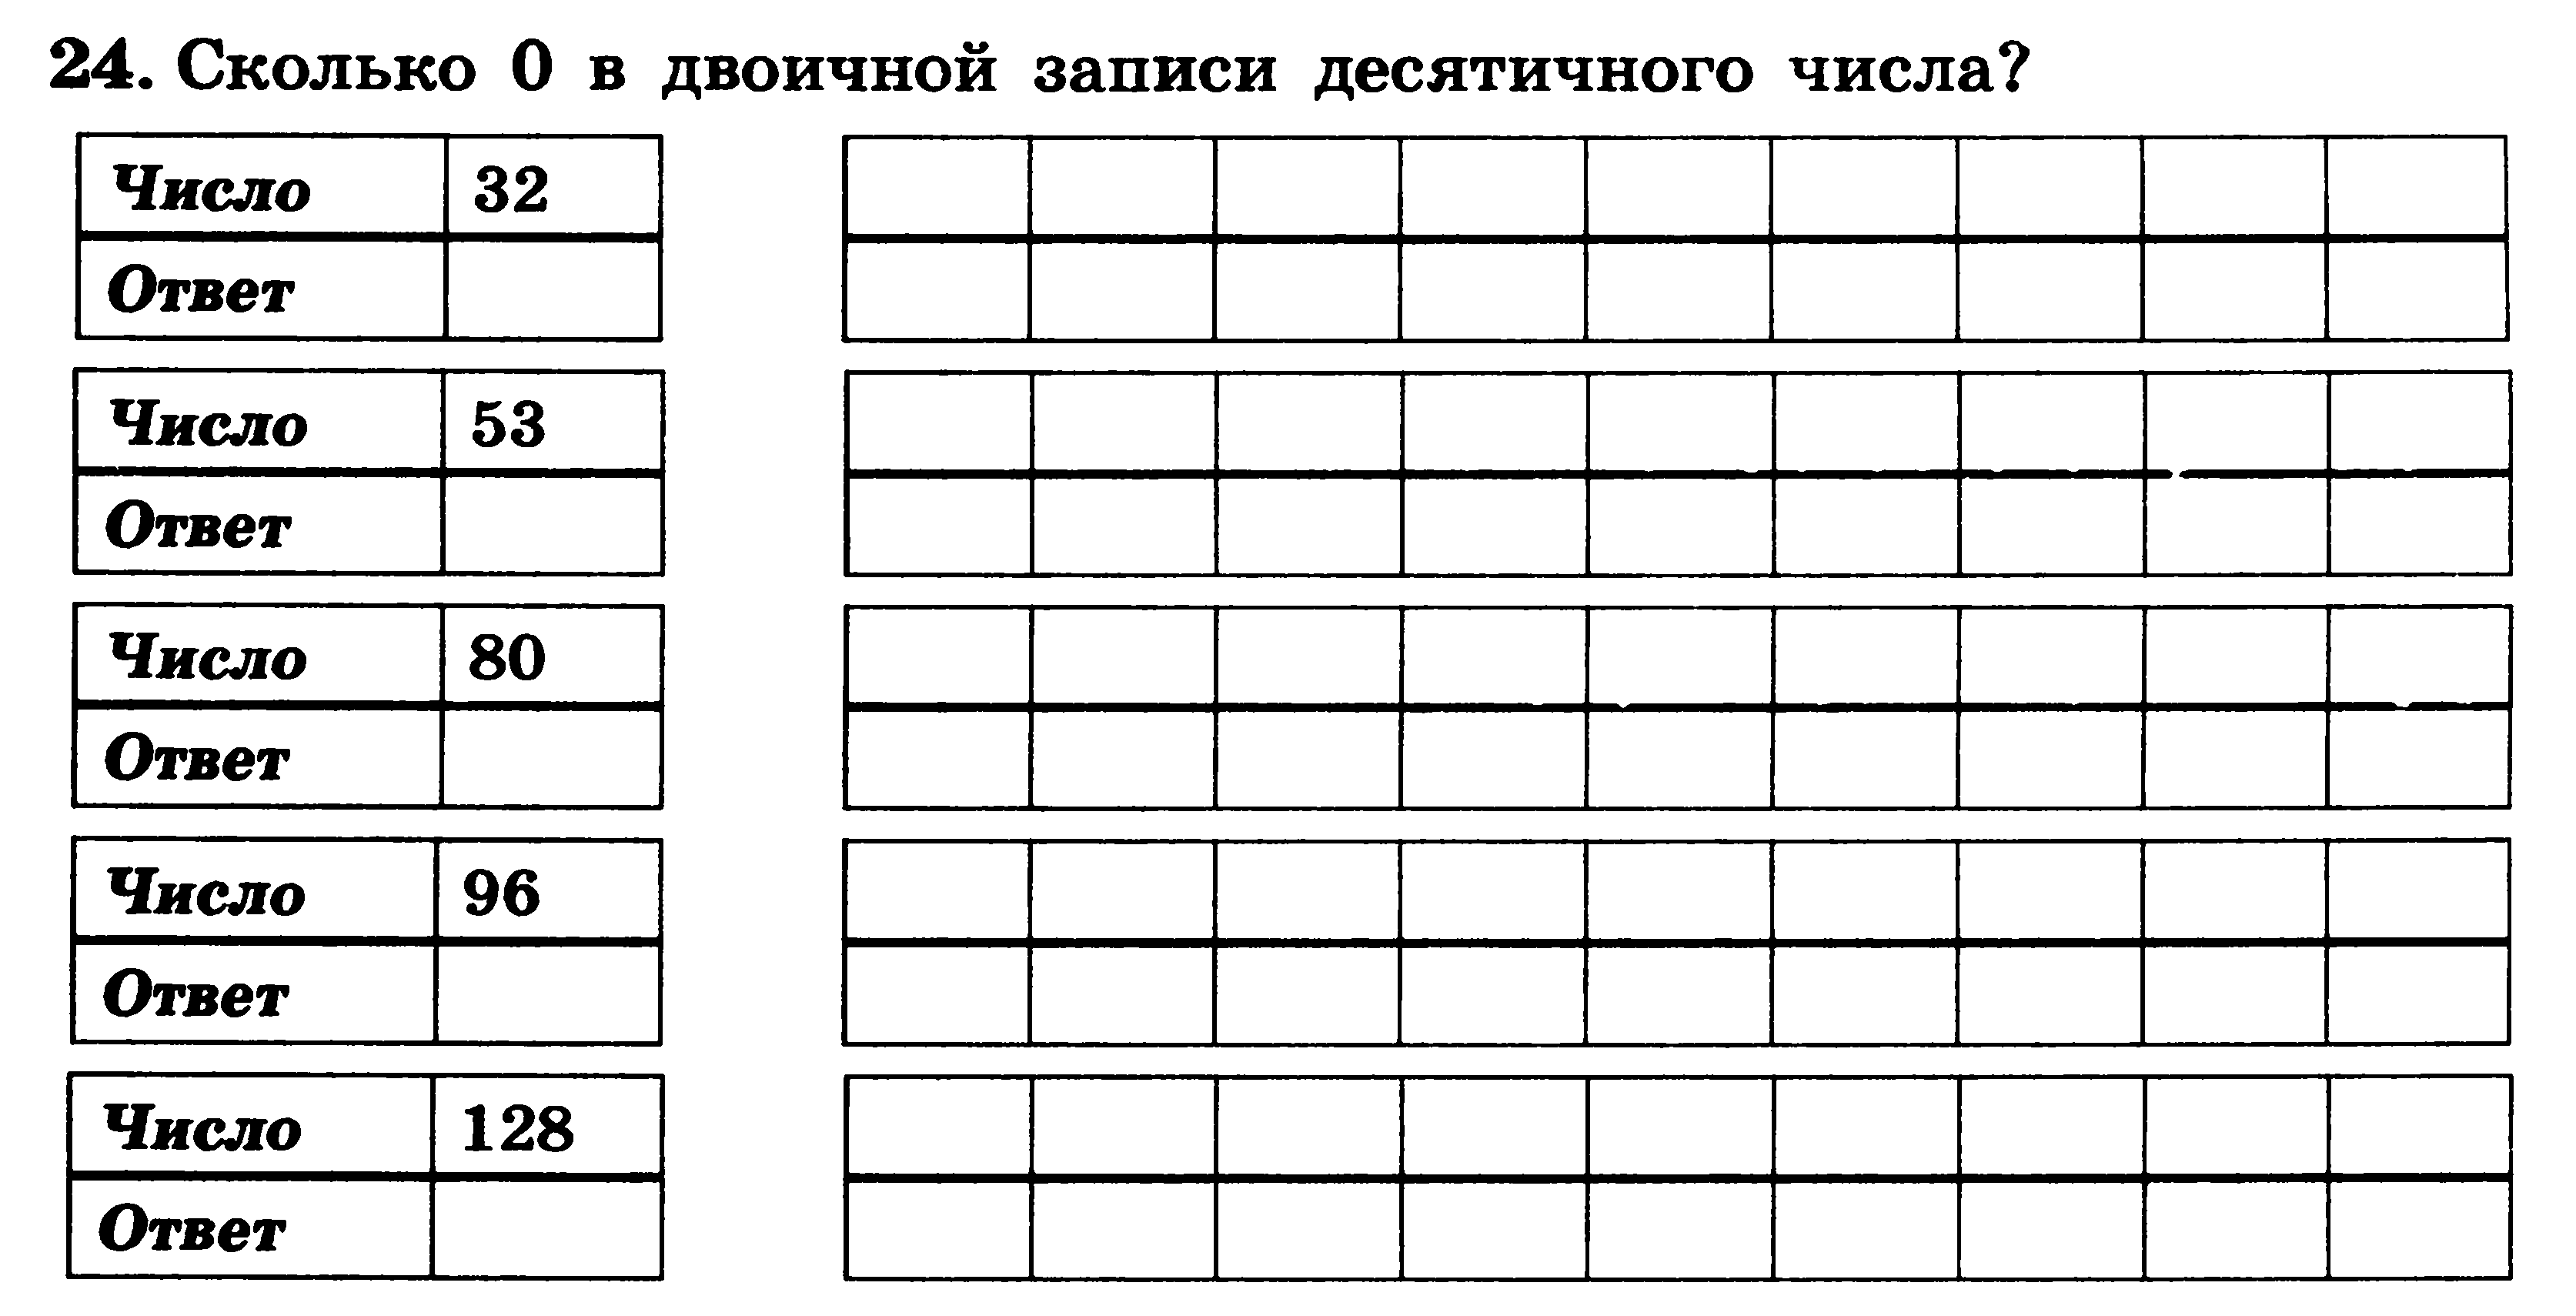 24. Сколько 0 в двоичной записи десятичного числа?
Число 32
Ответ
Число 53
Ответ
Число 80
Ответ
Число 96
Ответ
Число 128
Ответ